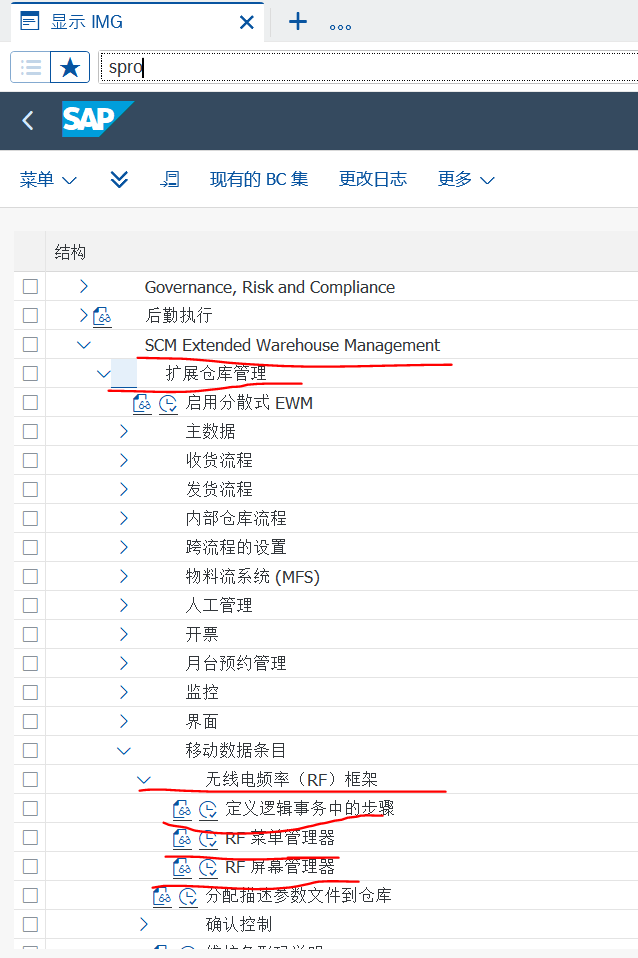 显示 IMG
spro
SAP
菜单 现有的 BC 集 更改日志 更多
结构
Governance, Risk and Compliance
后勤执行
SCM Extended Warehouse Management
扩展仓库管理
启用分散式 EWM
主数据
收货流程
发货流程
内部仓库流程
跨流程的设置
物料流系统 (MFS)
人工管理
开票
月台预约管理
监控
界面
移动数据条目
无线电频率（RF）框架
定义逻辑事务中的步骤
RF 菜单管理器
RF 屏幕管理器
分配描述参数文件到仓库
确认控制